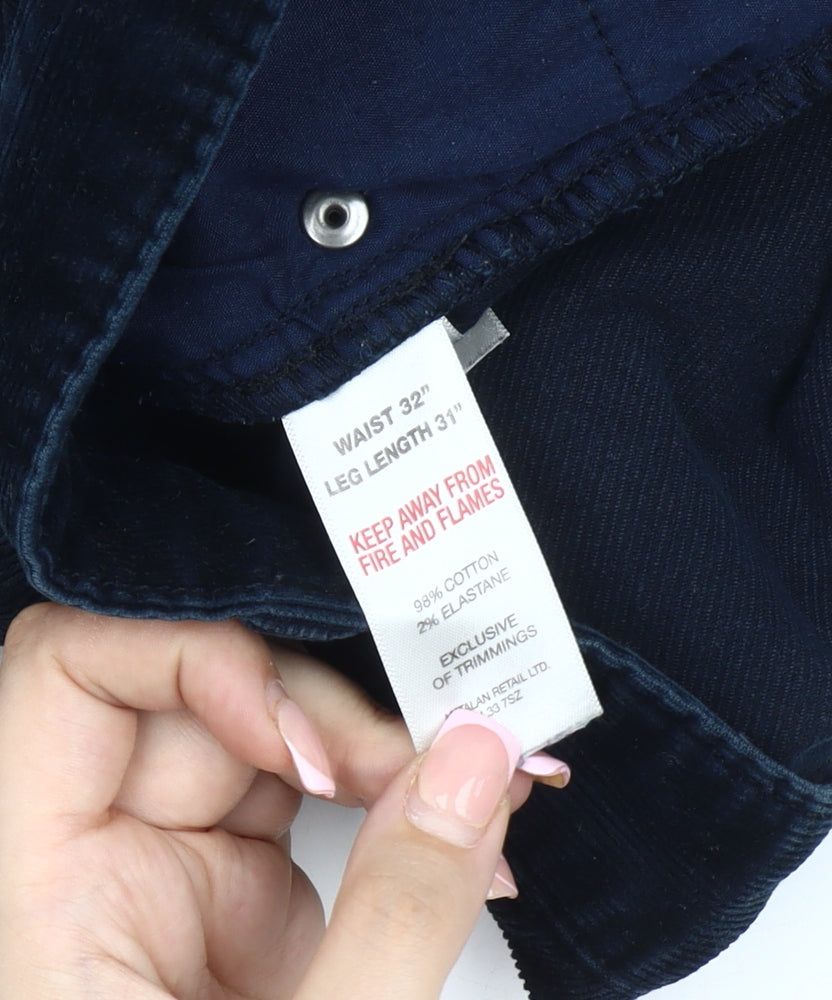 WAIST 32"
LEG LENGTH 31"
KEEP AWAY FROM
FIRE AND FLAMES
98% COTTON
2% ELASTANE
EXCLUSIVE
OF TRIMMINGS
RETAIL LTD.
7SZ